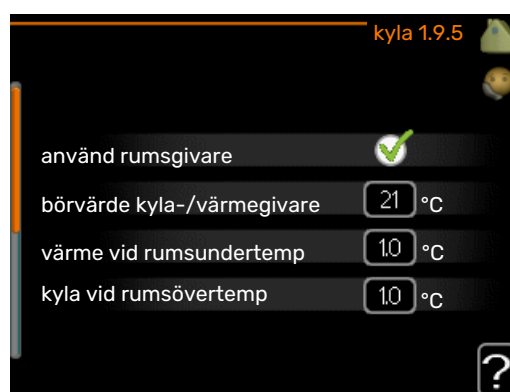 kyla 1.9.5
använd rumsgivare
börvärde kyla-/värmegivare 21 °C
värme vid rumsundertemp 1.0 °C
kyla vid rumsövertemp 1.0 °C
?